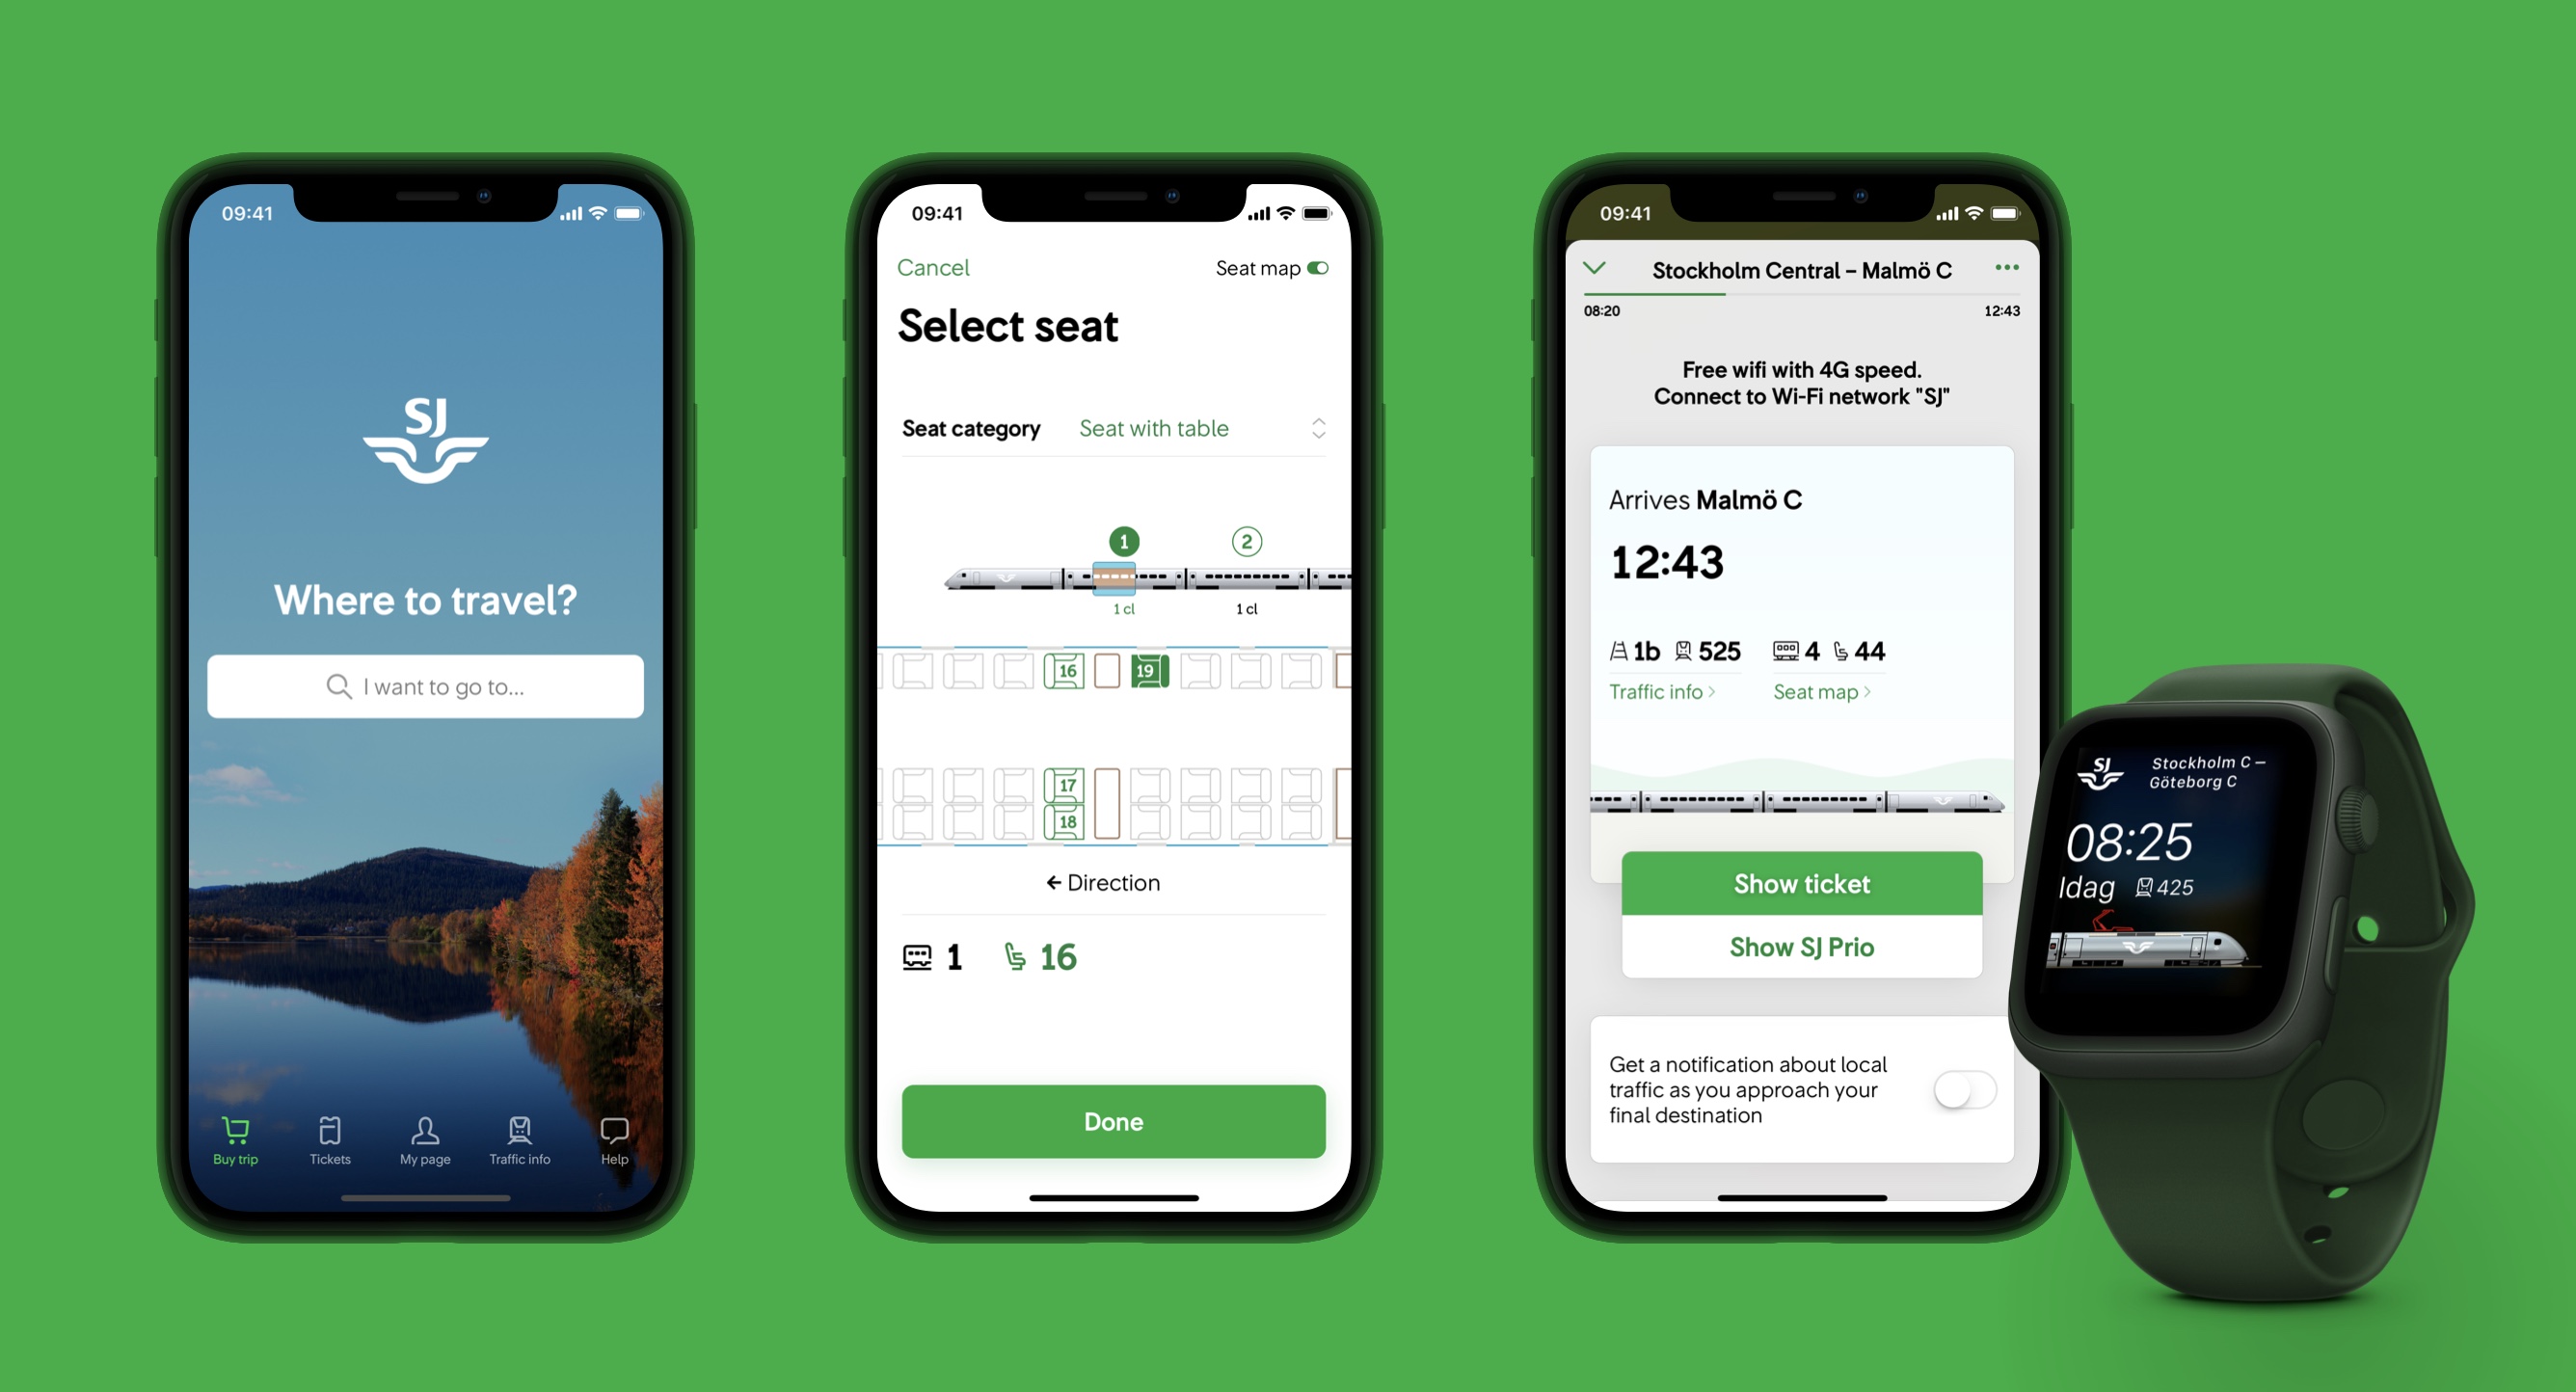 09:41
SJ
Where to travel?
I want to go to...
Buy trip
Tickets
My page
Traffic info
Help
09:41
Cancel
Seat map
Select seat
Seat category Seat with table
1 2
1 cl 1 cl
16 19
17
18
← Direction
1 16
Done
09:41
Stockholm Central – Malmö C
08:20 12:43
Free wifi with 4G speed.
Connect to Wi-Fi network "SJ"
Arrives Malmö C
12:43
1b 525 4 44
Traffic info > Seat map >
Show ticket
Show SJ Prio
Get a notification about local
traffic as you approach your
final destination
SJ
Stockholm C –
Göteborg C
08:25
Idag 425